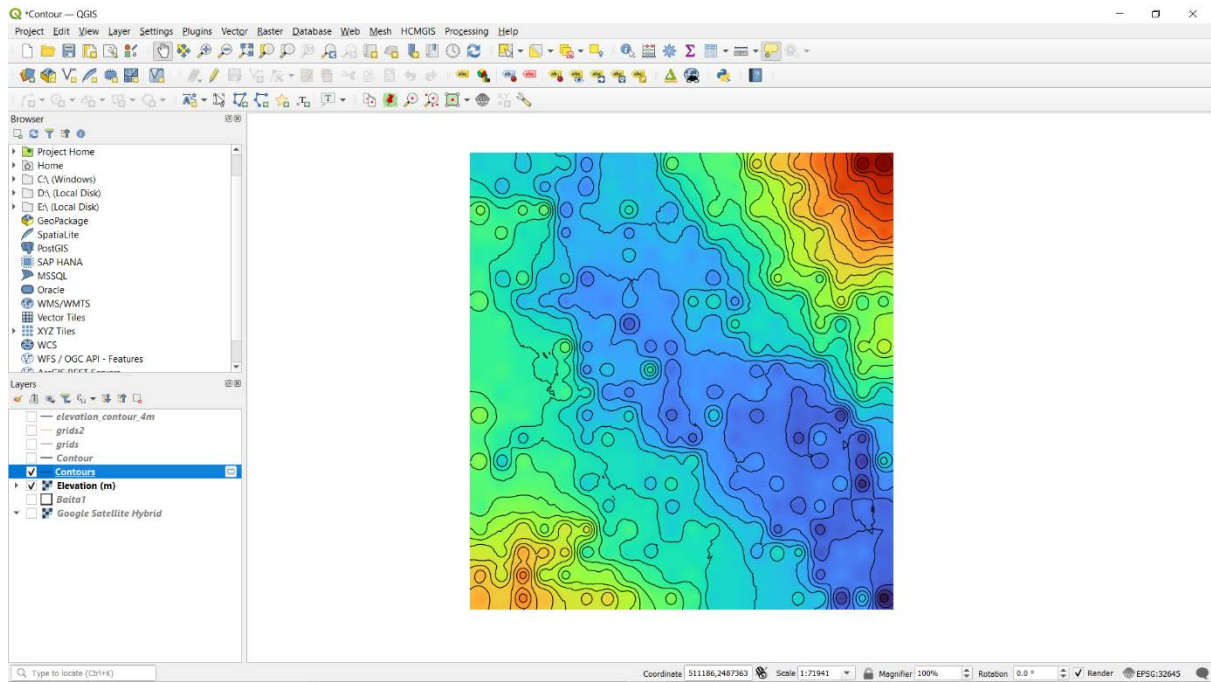 *Contour — QGIS
Project Edit View Layer Settings Plugins Vector Raster Database Web Mesh HCMGIS Processing Help
Browser
Project Home
Home
C:\ (Windows)
D:\ (Local Disk)
E:\ (Local Disk)
GeoPackage
SpatiaLite
PostGIS
SAP HANA
MSSQL
Oracle
WMS/WMTS
Vector Tiles
XYZ Tiles
WCS
WFS / OGC API - Features
ArcGIS REST Servers
Layers
elevation_contour_4m
grids2
grids
Contour
Contours
Elevation (m)
Baita1
Google Satellite Hybrid
Type to locate (Ctrl+K)
Coordinate 511186,2487363 Scale 1:71941 Magnifier 100% Rotation 0.0 ° Render EPSG:32645